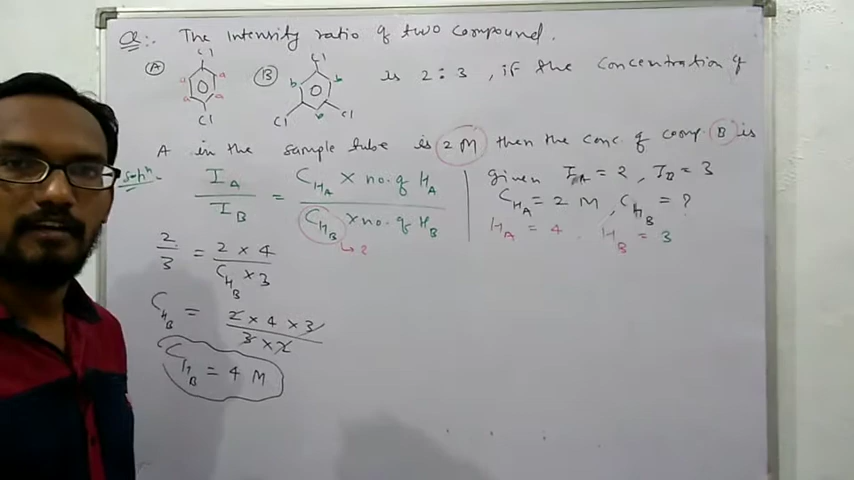 Q:. The Intensity ratio of two compound.
A Cl a a a a Cl B Cl b b b Cl Cl is 2:3, if the concentration of
A in the sample tube is 2 M then the conc. of comp. B is
Solⁿ:- I_A / I_B = C_H_A × no. of H_A / C_H_B × no. of H_B → ?
given I_A = 2, I_B = 3
C_H_A = 2 M, C_H_B = ?
H_A = 4, H_B = 3
2/3 = 2 × 4 / C_H_B × 3
C_H_B = 2 × 4 × 3 / 3 × 2
C_H_B = 4 M